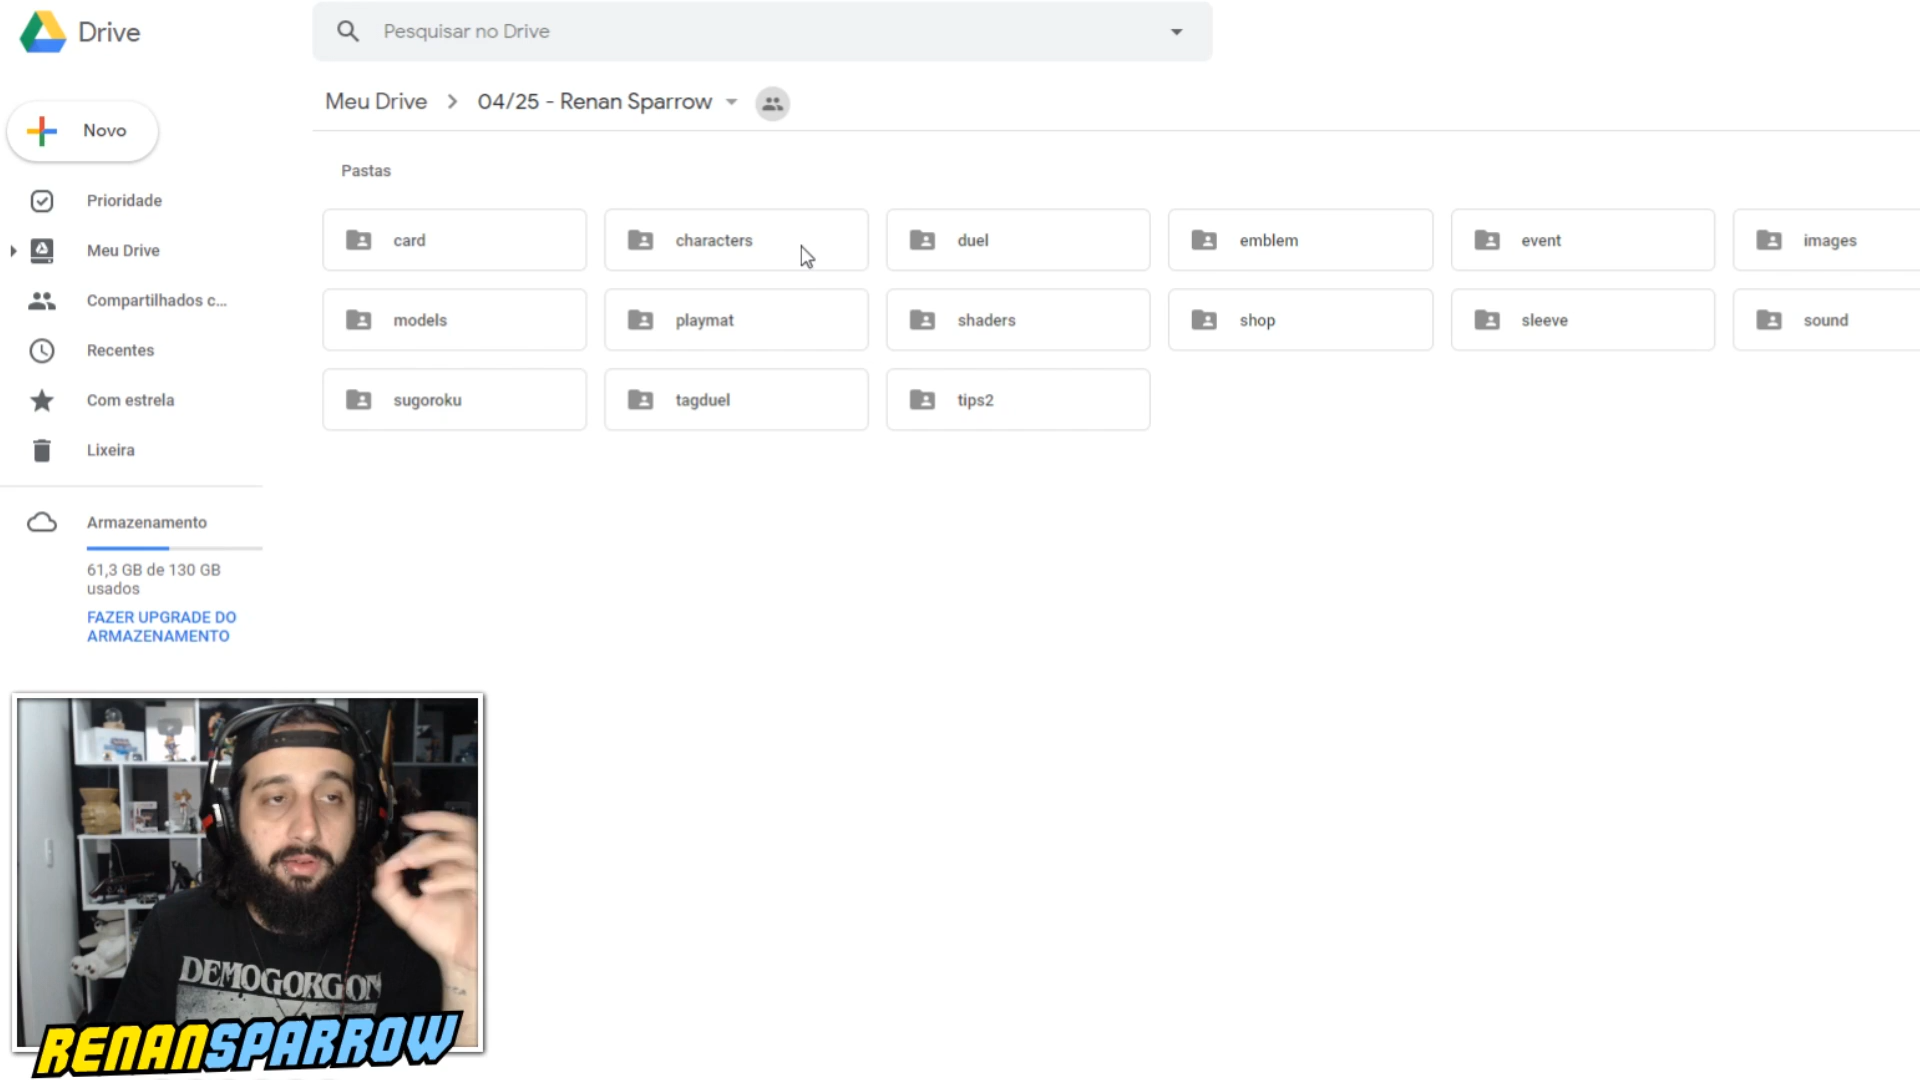 Drive
Pesquisar no Drive
Meu Drive > 04/25 - Renan Sparrow
Novo
Pastas
Prioridade
Meu Drive
Compartilhados c...
Recentes
Com estrela
Lixeira
Armazenamento
61,3 GB de 130 GB
usados
FAZER UPGRADE DO
ARMAZENAMENTO
card
characters
duel
emblem
event
images
models
playmat
shaders
shop
sleeve
sound
sugoroku
tagduel
tips2
DEMOGORGON
RENANSPARROW